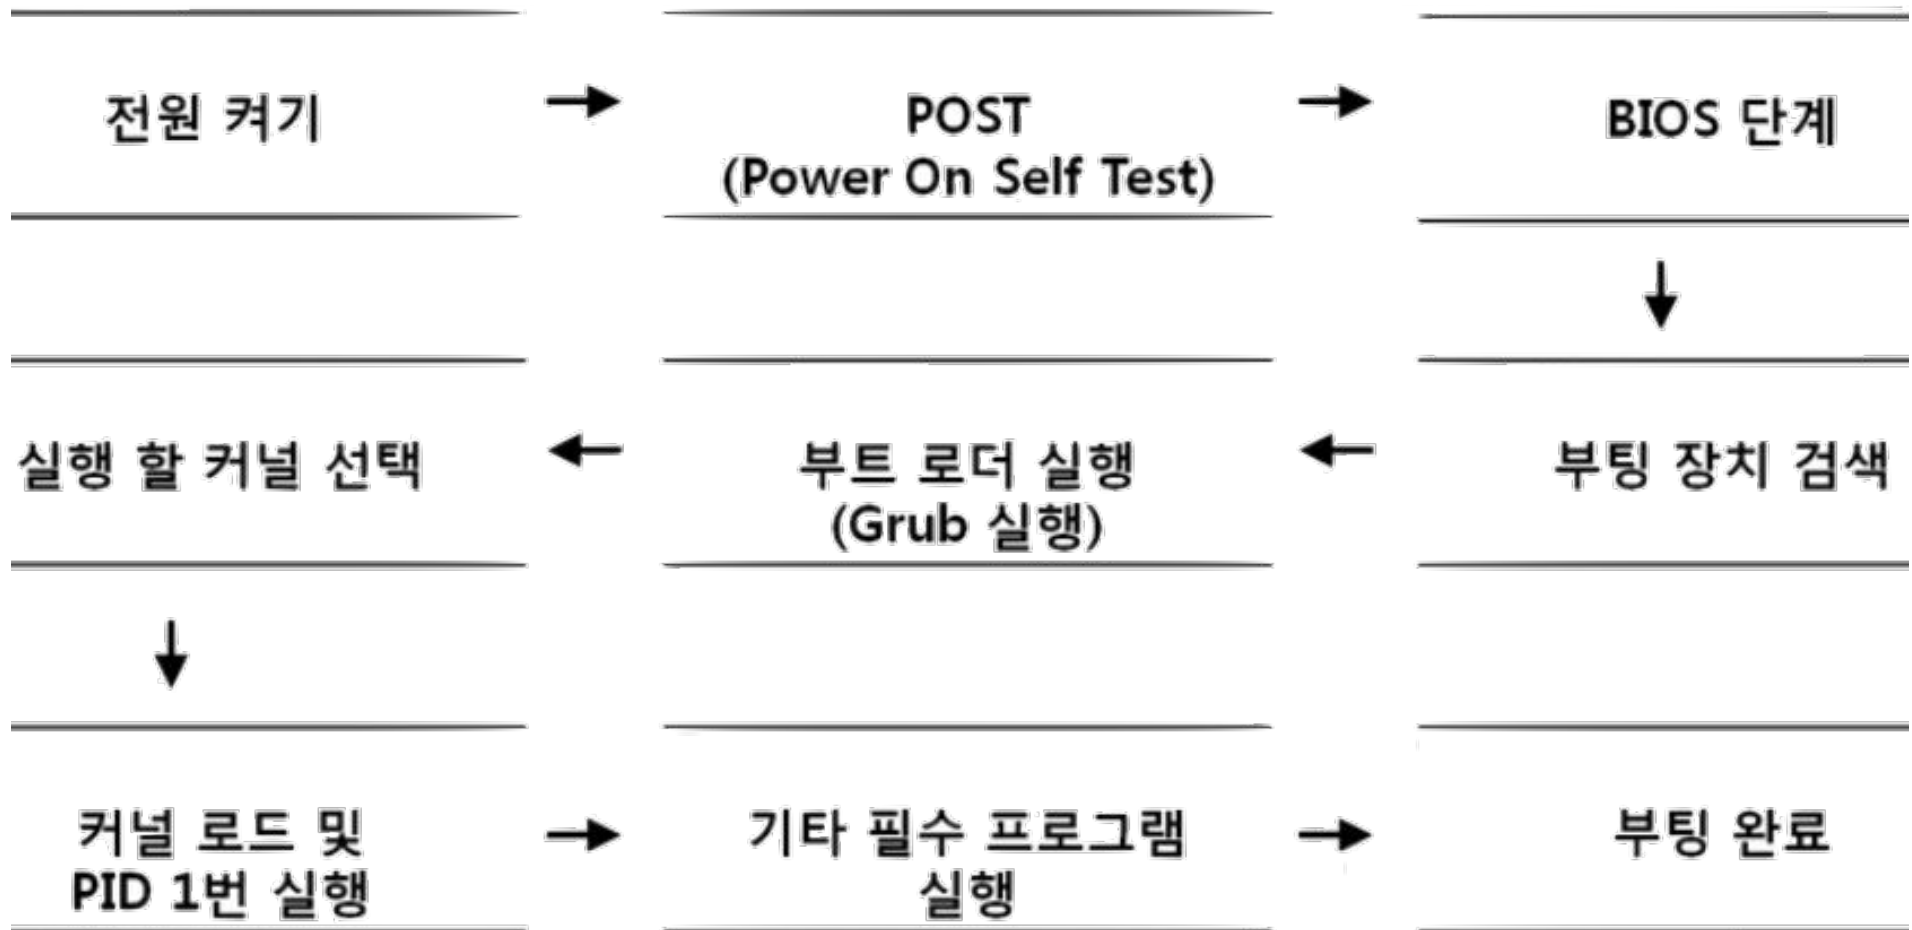 전원 켜기
POST
(Power On Self Test)
BIOS 단계
실행 할 커널 선택
부트 로더 실행
(Grub 실행)
부팅 장치 검색
커널 로드 및
PID 1번 실행
기타 필수 프로그램
실행
부팅 완료